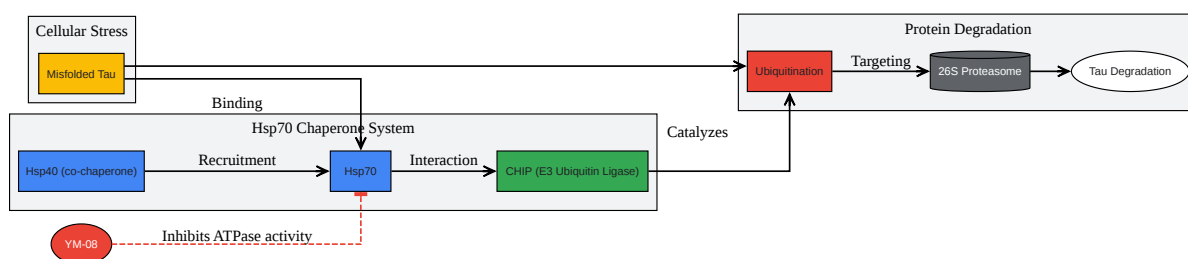 Cellular Stress
Misfolded Tau
Protein Degradation
Ubiquitination
Targeting
26S Proteasome
Tau Degradation
Binding
Hsp70 Chaperone System
Catalyzes
Hsp40 (co-chaperone)
Recruitment
Hsp70
Interaction
CHIP (E3 Ubiquitin Ligase)
YM-08
Inhibits ATPase activity